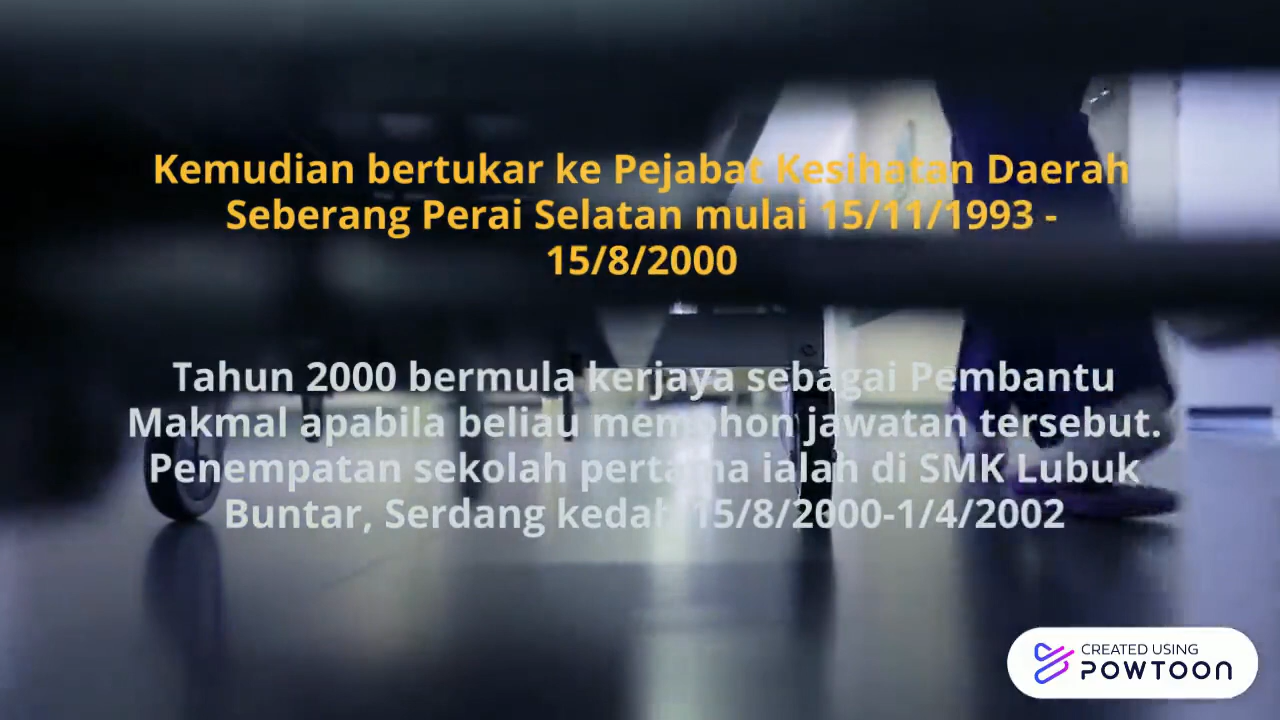 Kemudian bertukar ke Pejabat Kesihatan Daerah
Seberang Perai Selatan mulai 15/11/1993 -
15/8/2000
Tahun 2000 bermula kerjaya sebagai Pembantu
Makmal apabila beliau memohon jawatan tersebut.
Penempatan sekolah pertama ialah di SMK Lubuk
Buntar, Serdang kedah 15/8/2000-1/4/2002
CREATED USING
POWTOON